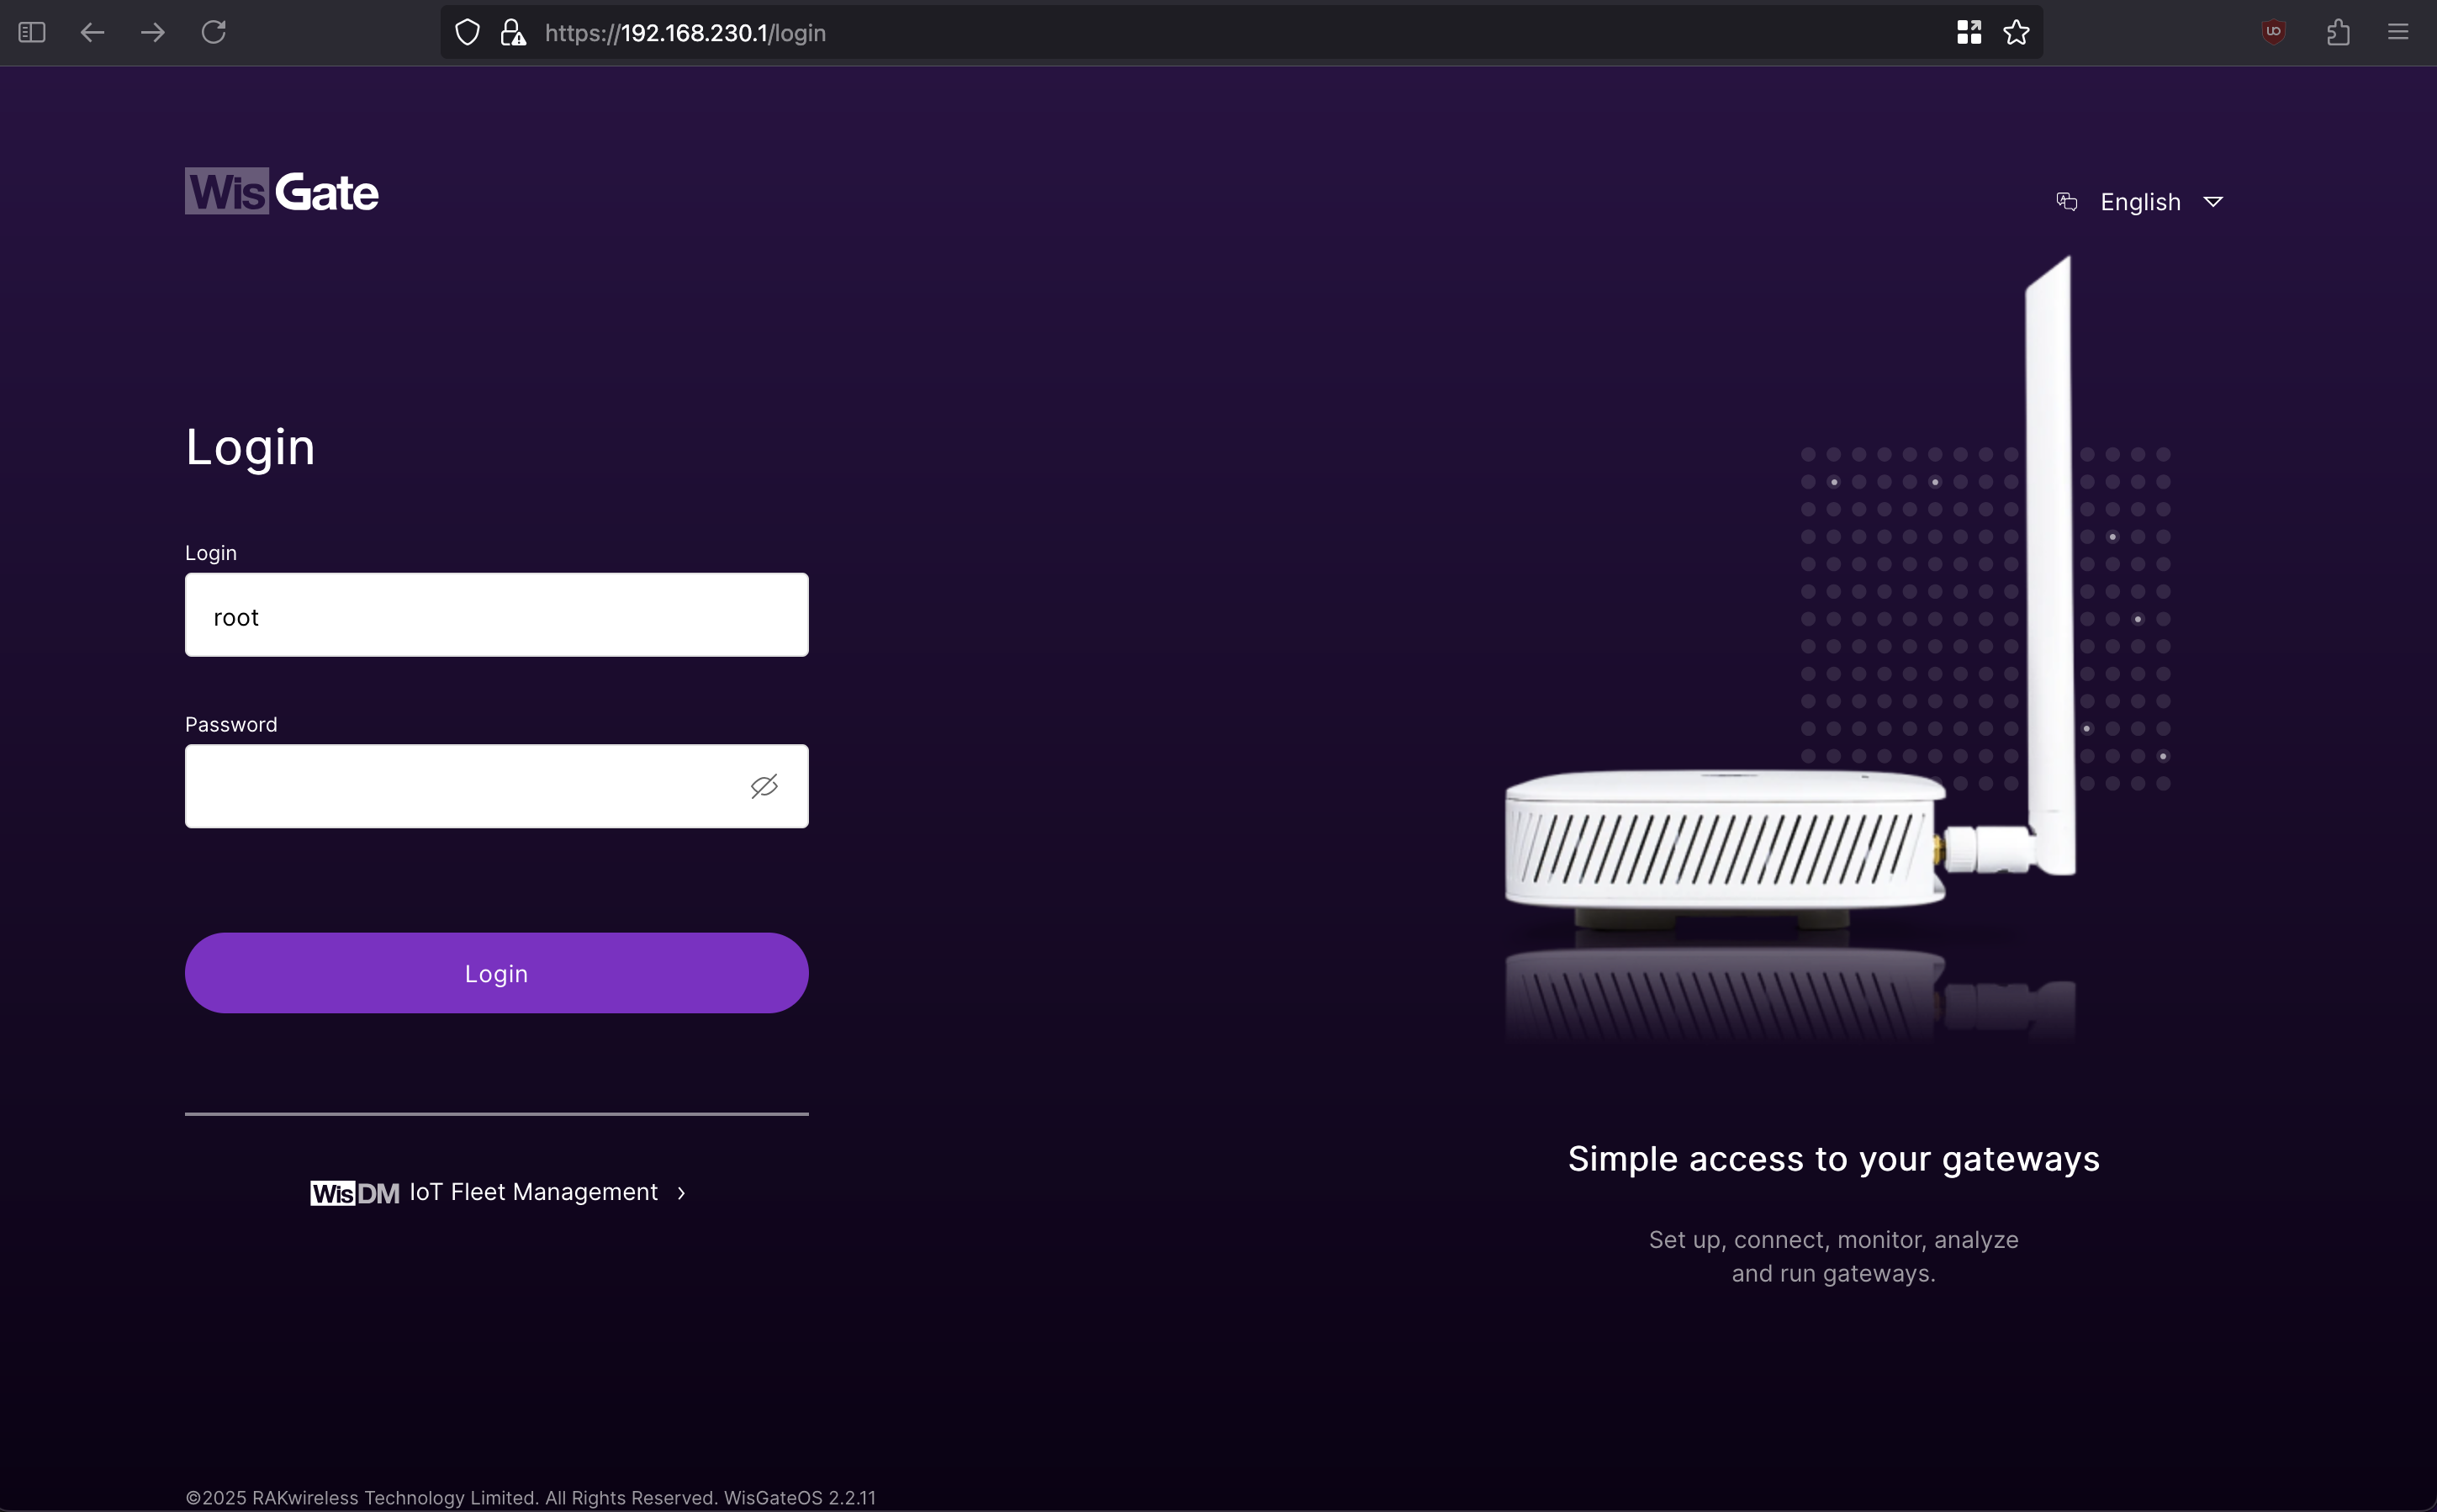 https://192.168.230.1/login
WisGate
English
Login
Login
root
Password
Login
WisDM IoT Fleet Management
Simple access to your gateways
Set up, connect, monitor, analyze
and run gateways.
©2025 RAKwireless Technology Limited. All Rights Reserved. WisGateOS 2.2.11